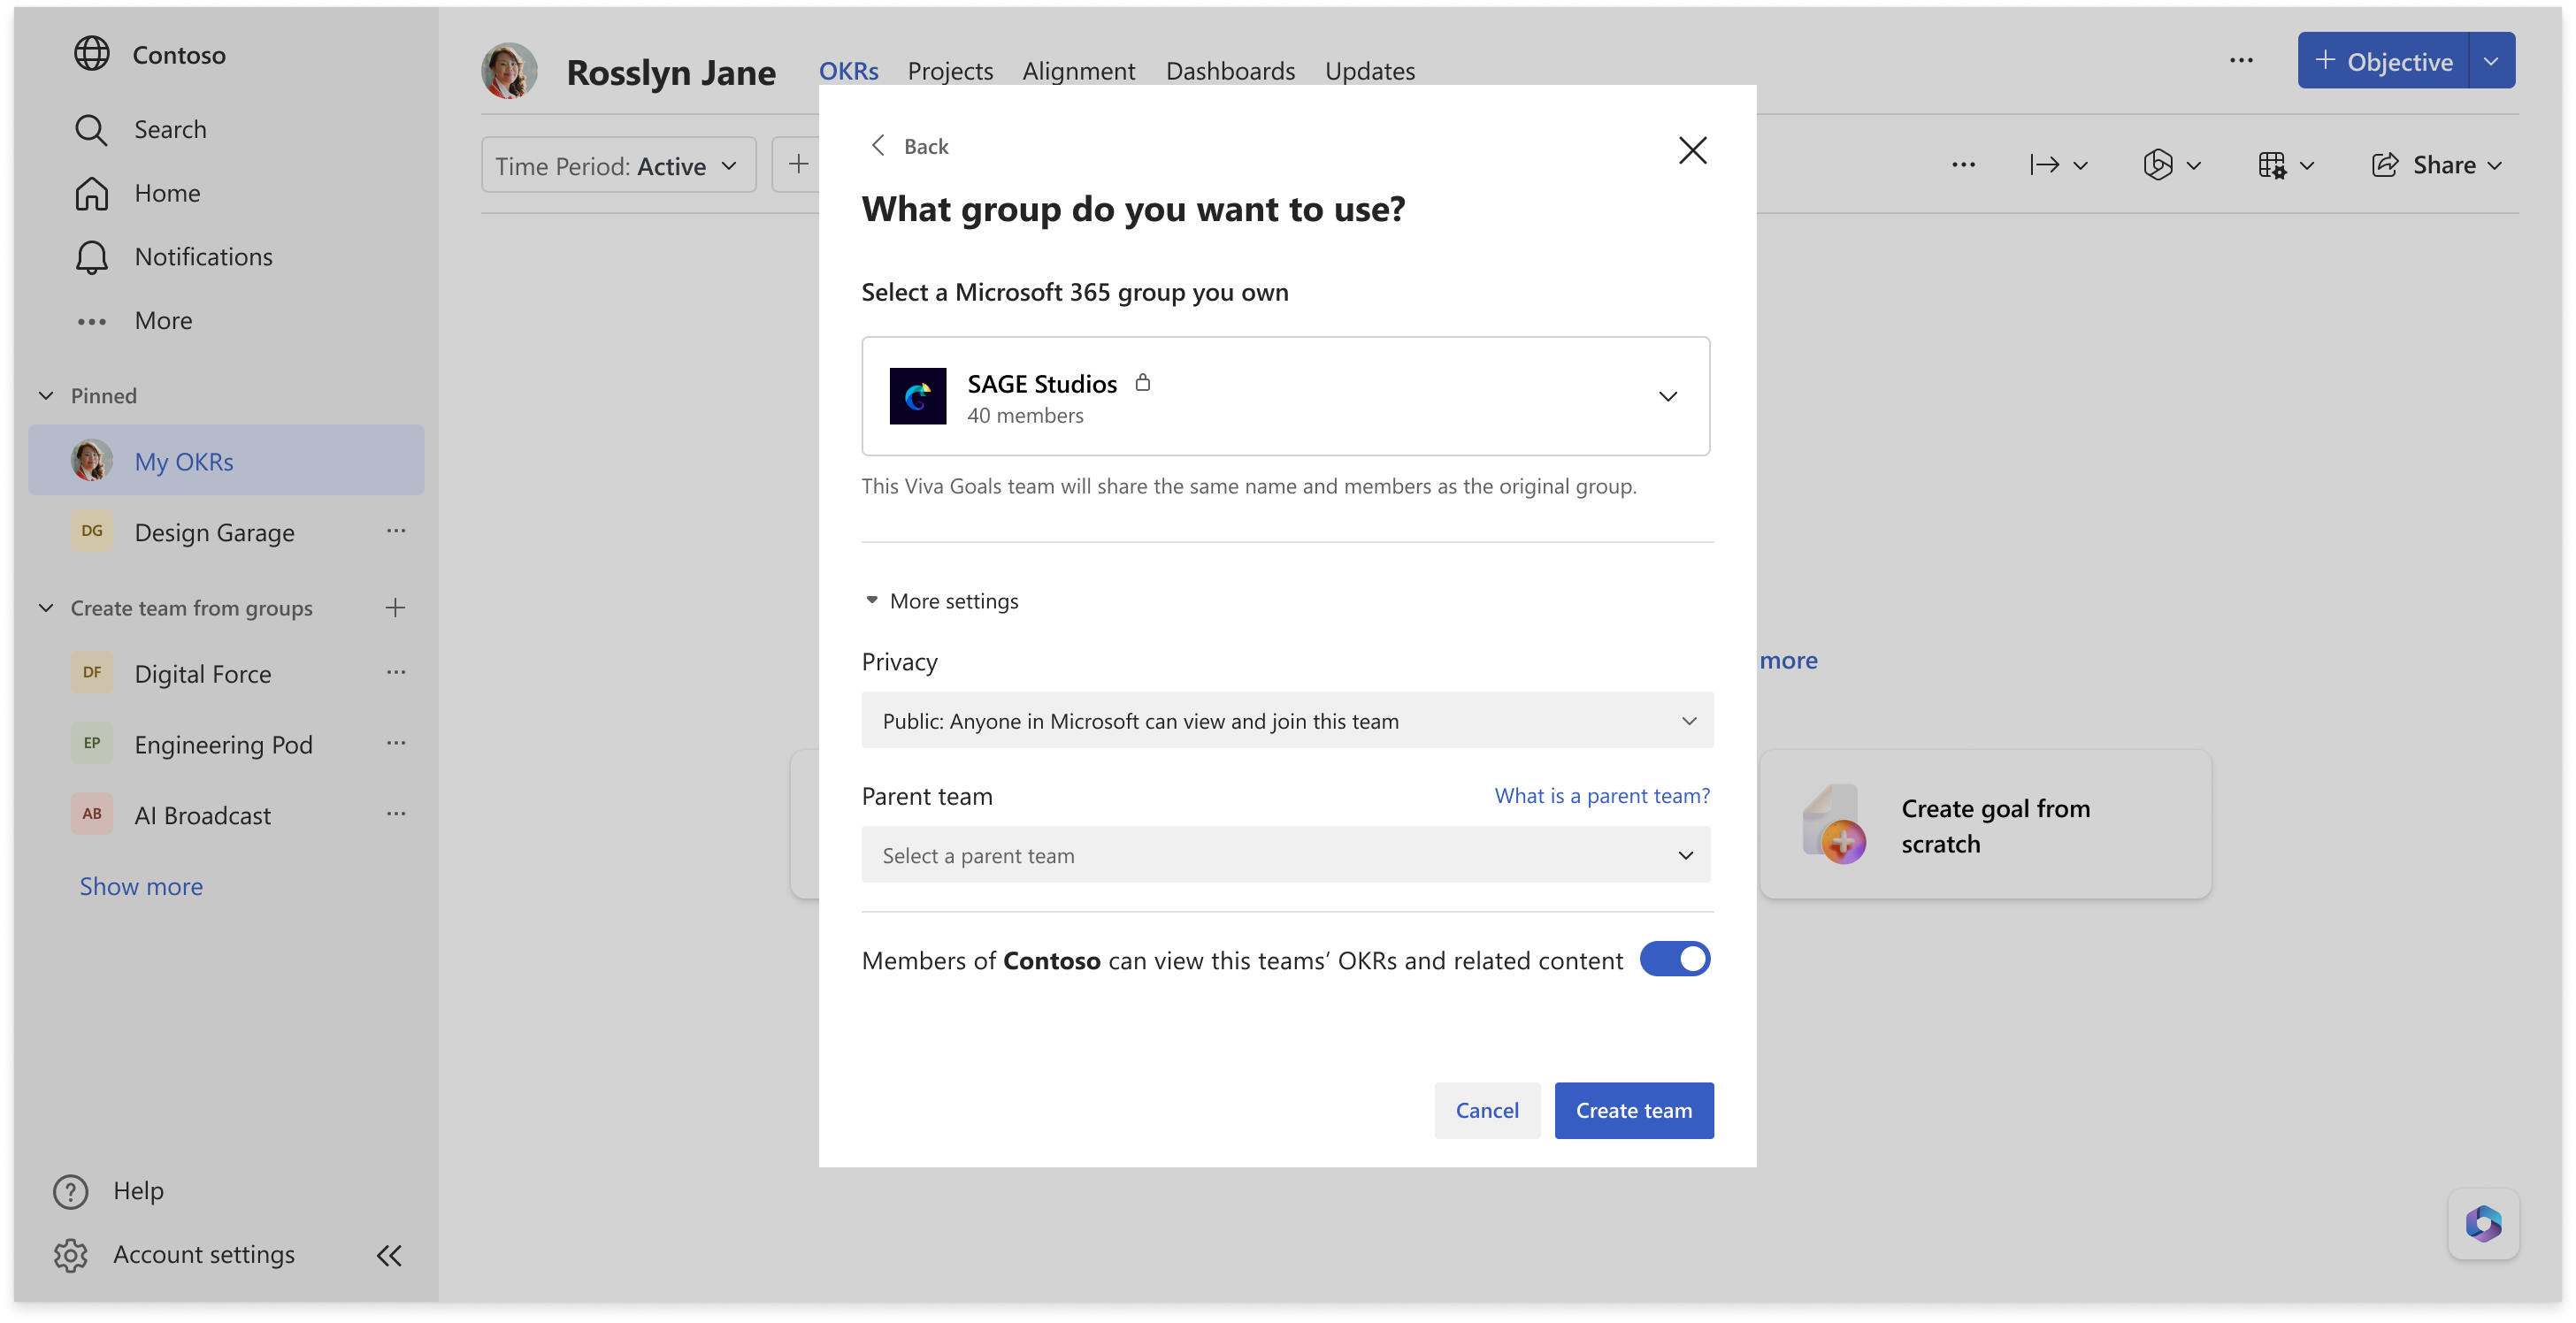 Contoso
Search
Home
Notifications
More
Pinned
My OKRs
DG Design Garage
Create team from groups
DF Digital Force
EP Engineering Pod
AB AI Broadcast
Show more
Help
Account settings
Rosslyn Jane OKRs Projects Alignment Dashboards Updates
Objective
Time Period: Active
Share
Back
What group do you want to use?
Select a Microsoft 365 group you own
SAGE Studios
40 members
This Viva Goals team will share the same name and members as the original group.
More settings
Privacy
Public: Anyone in Microsoft can view and join this team
Parent team What is a parent team?
Select a parent team
Members of Contoso can view this teams’ OKRs and related content
Cancel Create team
more
Create goal from
scratch